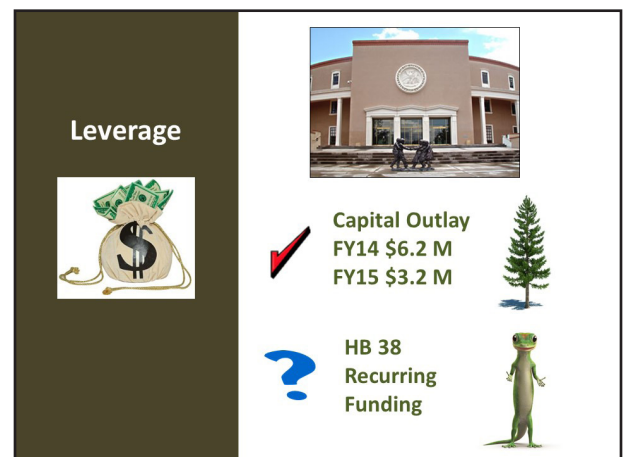 Leverage
$
Capital Outlay
FY14 $6.2 M
FY15 $3.2 M
?
HB 38
Recurring
Funding